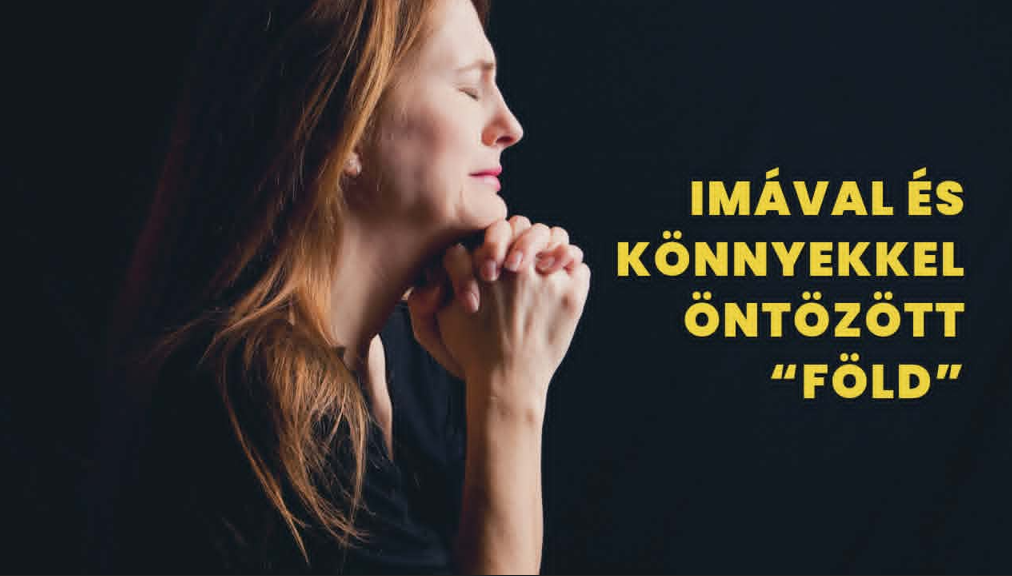 IMÁVAL ÉS
KÖNNYEKKEL
ÖNTÖZÖTT
“FÖLD”